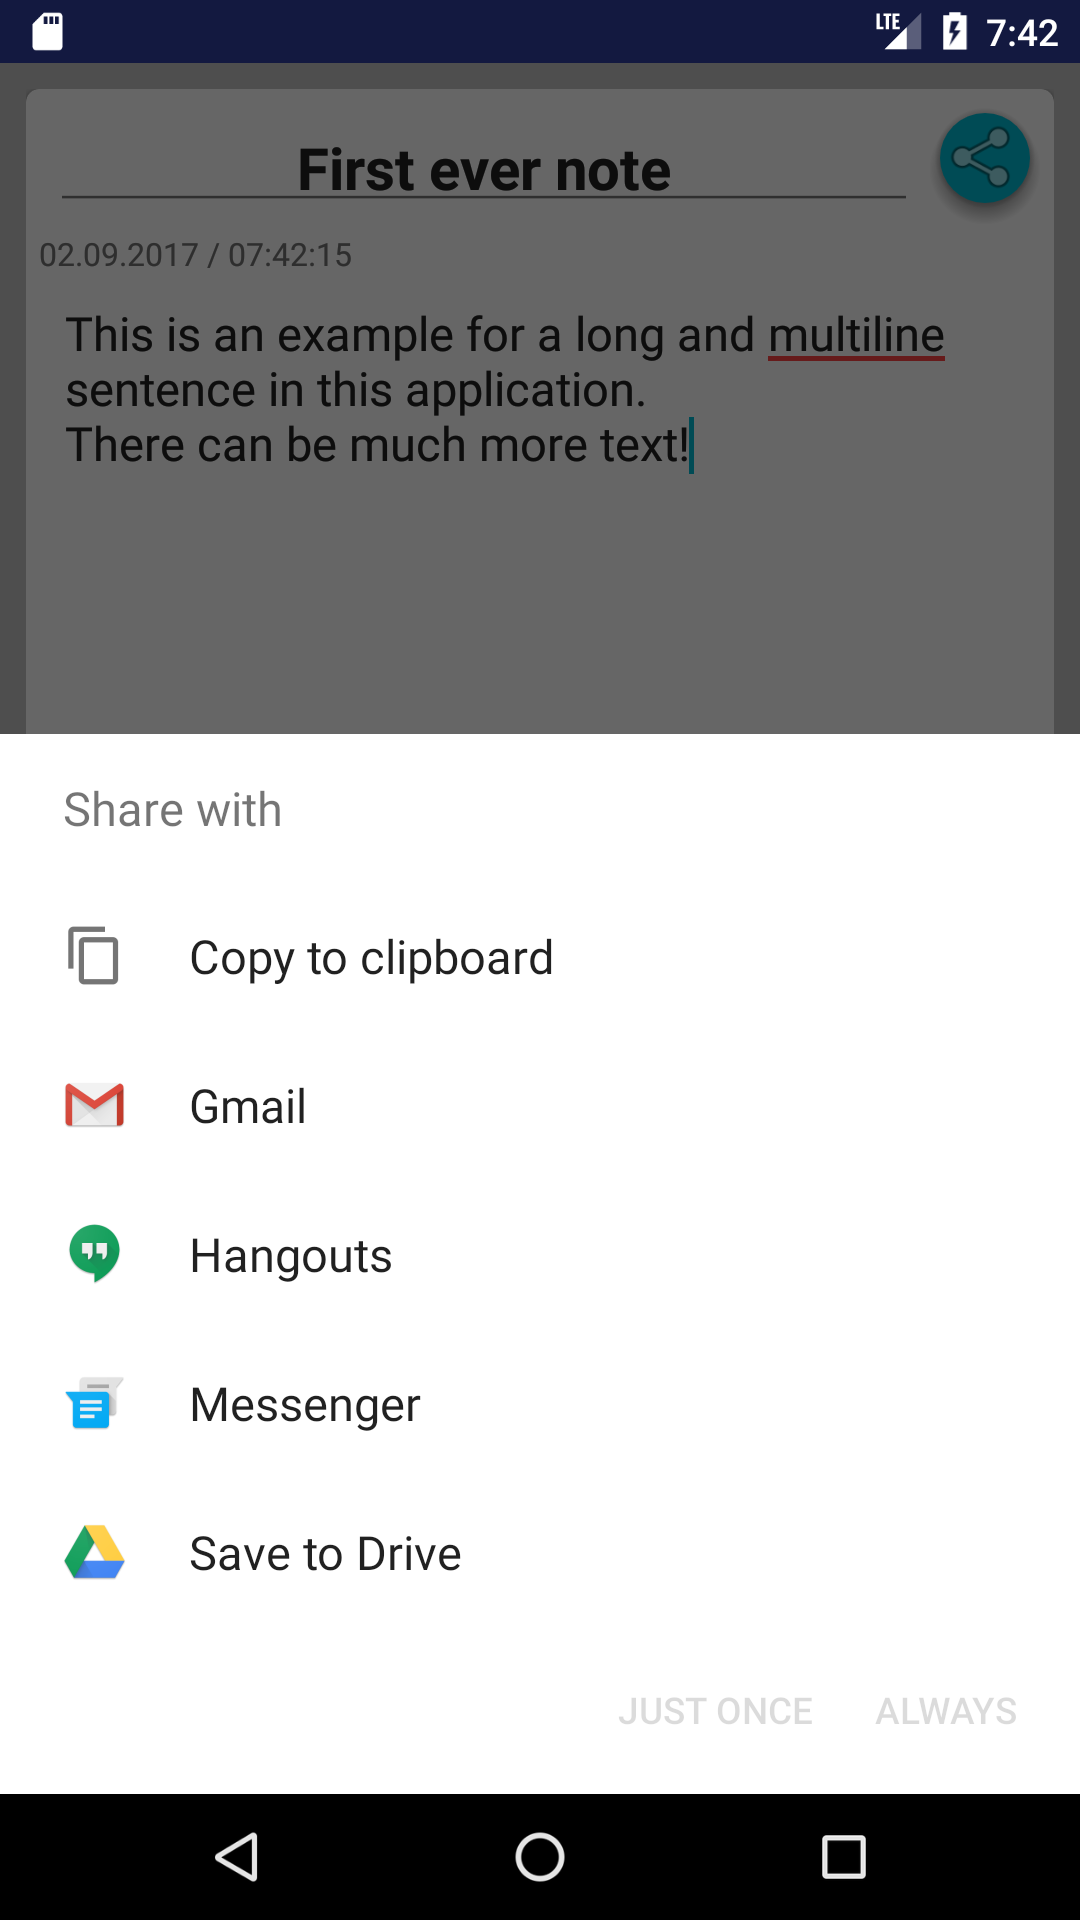 LTE 7:42
First ever note
02.09.2017 / 07:42:15
This is an example for a long and multiline
sentence in this application.
There can be much more text!
Share with
Copy to clipboard
Gmail
Hangouts
Messenger
Save to Drive
JUST ONCE ALWAYS